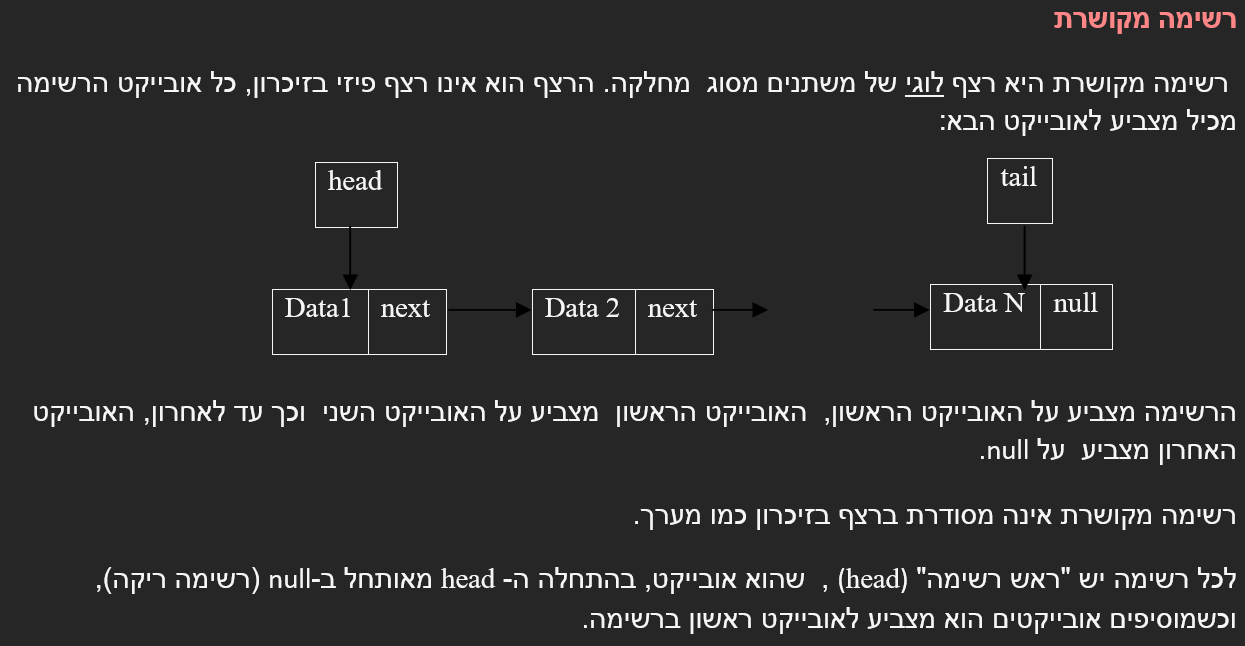 רשימה מקושרת
רשימה מקושרת היא רצף לוגי של משתנים מסוג מחלקה. הרצף הוא אינו רצף פיזי בזיכרון, כל אובייקט הרשימה
מכיל מצביע לאובייקט הבא:
head
tail
Data1 next
Data 2 next
Data N null
הרשימה מצביע על האובייקט הראשון, האובייקט הראשון מצביע על האובייקט השני וכך עד לאחרון, האובייקט
האחרון מצביע על null.
רשימה מקושרת אינה מסודרת ברצף בזיכרון כמו מערך.
לכל רשימה יש "ראש רשימה" (head) , שהוא אובייקט, בהתחלה ה- head מאותחל ב-null (רשימה ריקה),
וכשמוסיפים אובייקטים הוא מצביע לאובייקט ראשון ברשימה.